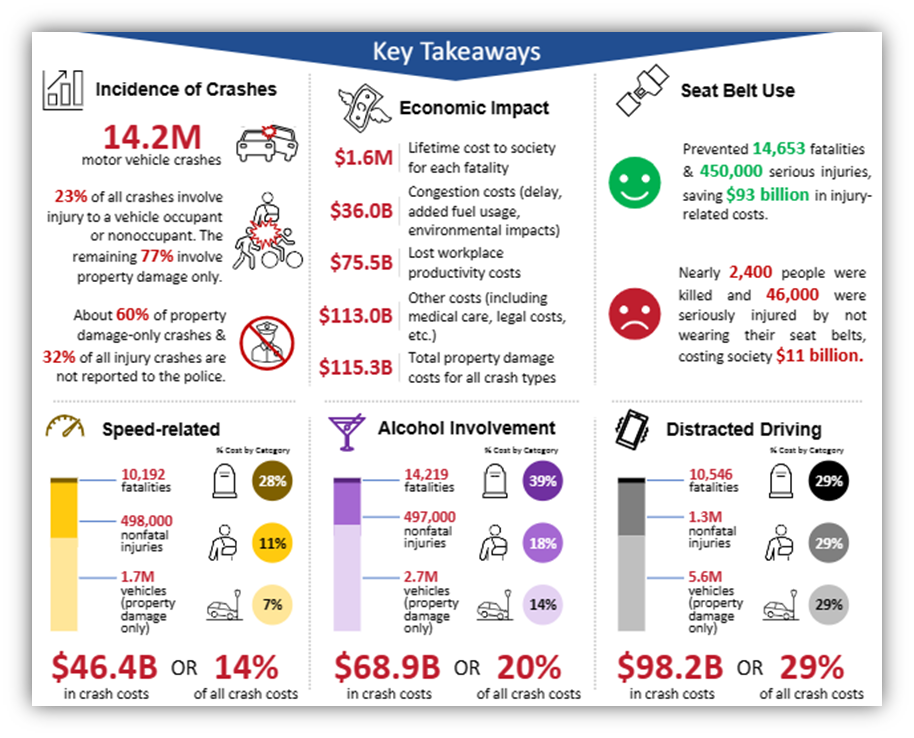 Key Takeaways
Incidence of Crashes
14.2M
motor vehicle crashes
23% of all crashes involve
injury to a vehicle occupant
or nonoccupant. The
remaining 77% involve
property damage only.
About 60% of property
damage-only crashes &
32% of all injury crashes are
not reported to the police.
Economic Impact
$1.6M
Lifetime cost to society
for each fatality
$36.0B
Congestion costs (delay,
added fuel usage,
environmental impacts)
$75.5B
Lost workplace
productivity costs
$113.0B
Other costs (including
medical care, legal costs,
etc.)
$115.3B
Total property damage
costs for all crash types
Seat Belt Use
Prevented 14,653 fatalities
& 450,000 serious injuries,
saving $93 billion in injury-
related costs.
Nearly 2,400 people were
killed and 46,000 were
seriously injured by not
wearing their seat belts,
costing society $11 billion.
Speed-related
% Cost by Category
10,192
fatalities
28%
498,000
nonfatal
injuries
11%
1.7M
vehicles
(property
damage
only)
7%
$46.4B OR 14%
in crash costs of all crash costs
Alcohol Involvement
% Cost by Category
14,219
fatalities
39%
497,000
nonfatal
injuries
18%
2.7M
vehicles
(property
damage
only)
14%
$68.9B OR 20%
in crash costs of all crash costs
Distracted Driving
% Cost by Category
10,546
fatalities
29%
1.3M
nonfatal
injuries
29%
5.6M
vehicles
(property
damage
only)
29%
$98.2B OR 29%
in crash costs of all crash costs